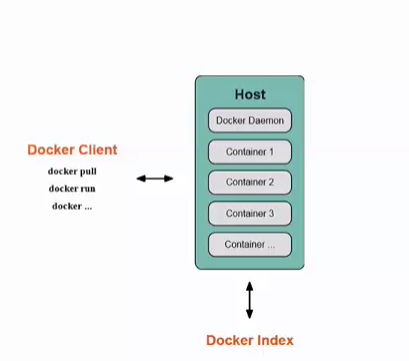 Host
Docker Daemon
Container 1
Container 2
Container 3
Container ...
Docker Client
docker pull
docker run
docker ...
Docker Index